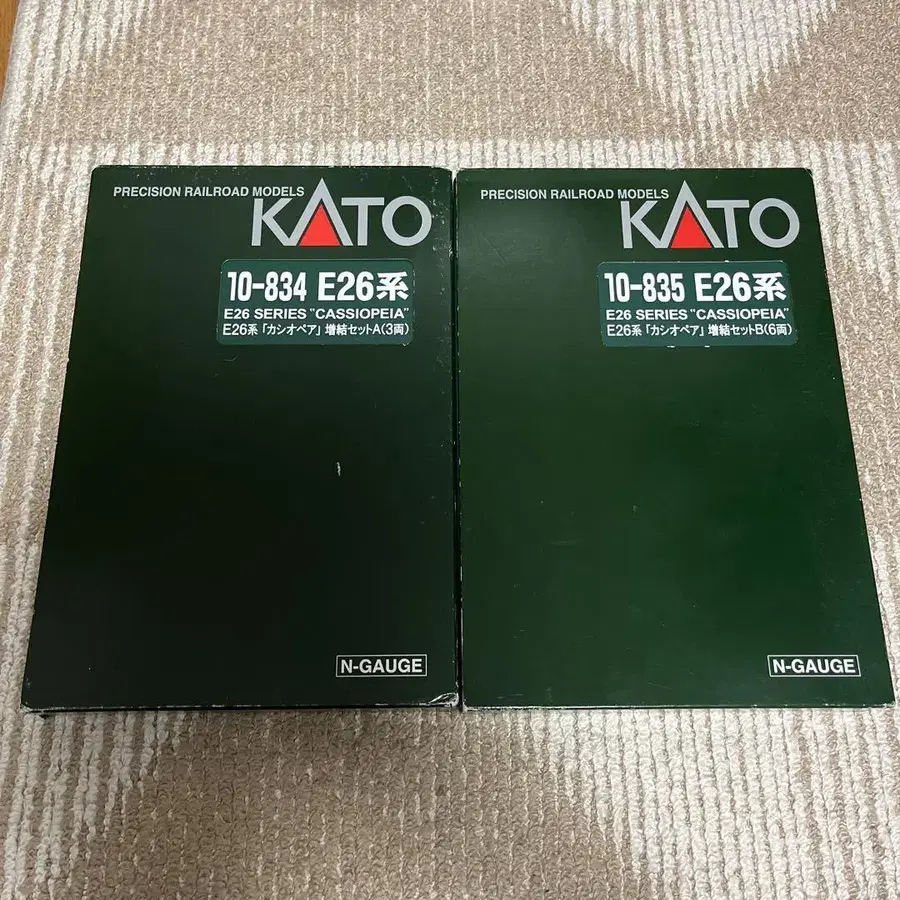 PRECISION RAILROAD MODELS
KATO
10-834 E26系
E26 SERIES "CASSIOPEIA"
E26系「カシオペア」増結セットA(3両)
N-GAUGE
PRECISION RAILROAD MODELS
KATO
10-835 E26系
E26 SERIES "CASSIOPEIA"
E26系「カシオペア」増結セットB(6両)
N-GAUGE